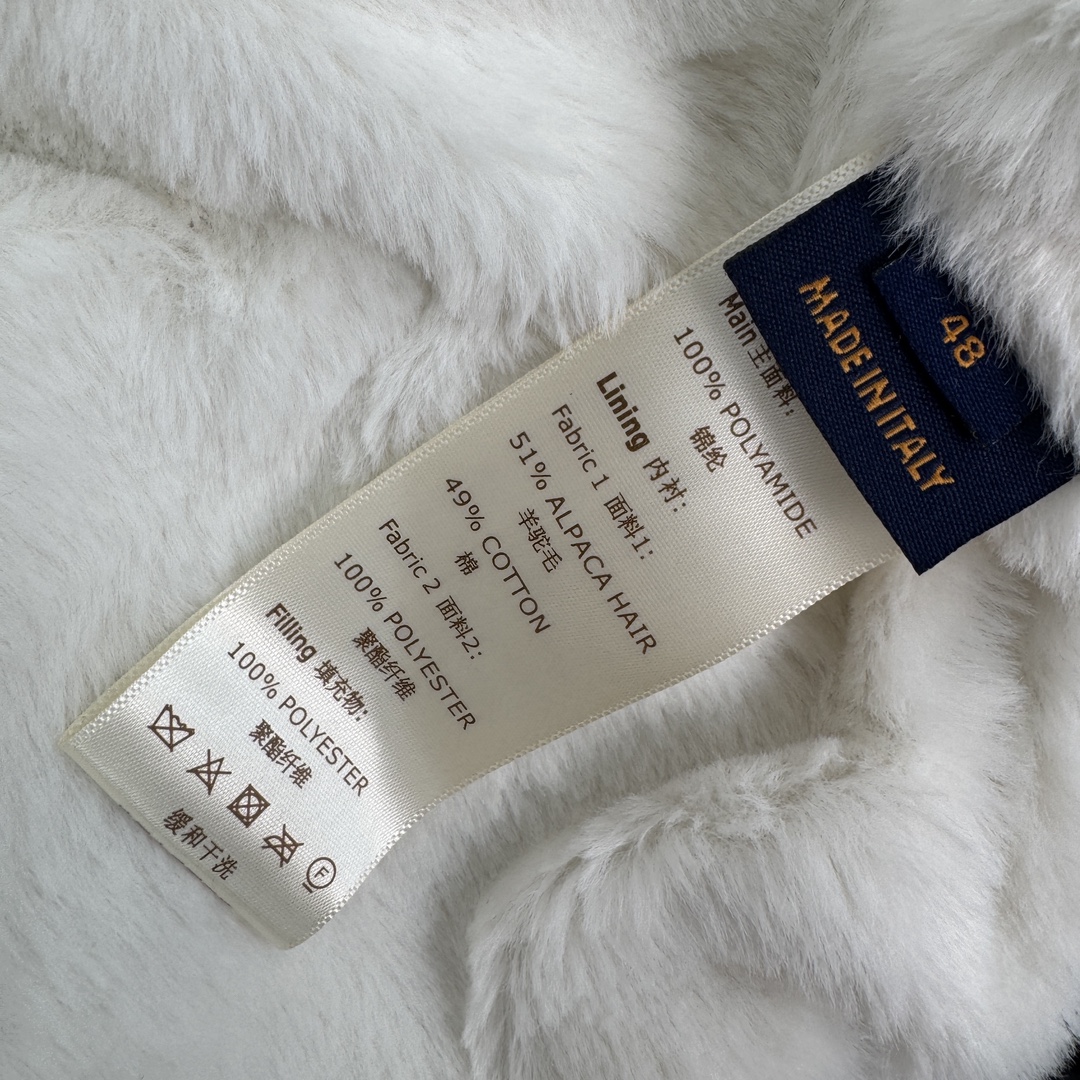 MADE IN ITALY
48
Main 主面料:
100% POLYAMIDE
锦纶
Lining 内衬:
Fabric 1 面料1:
51% ALPACA HAIR
羊驼毛
49% COTTON
棉
Fabric 2 面料2:
100% POLYESTER
聚酯纤维
Filling 填充物:
100% POLYESTER
聚酯纤维
F
缓和干洗